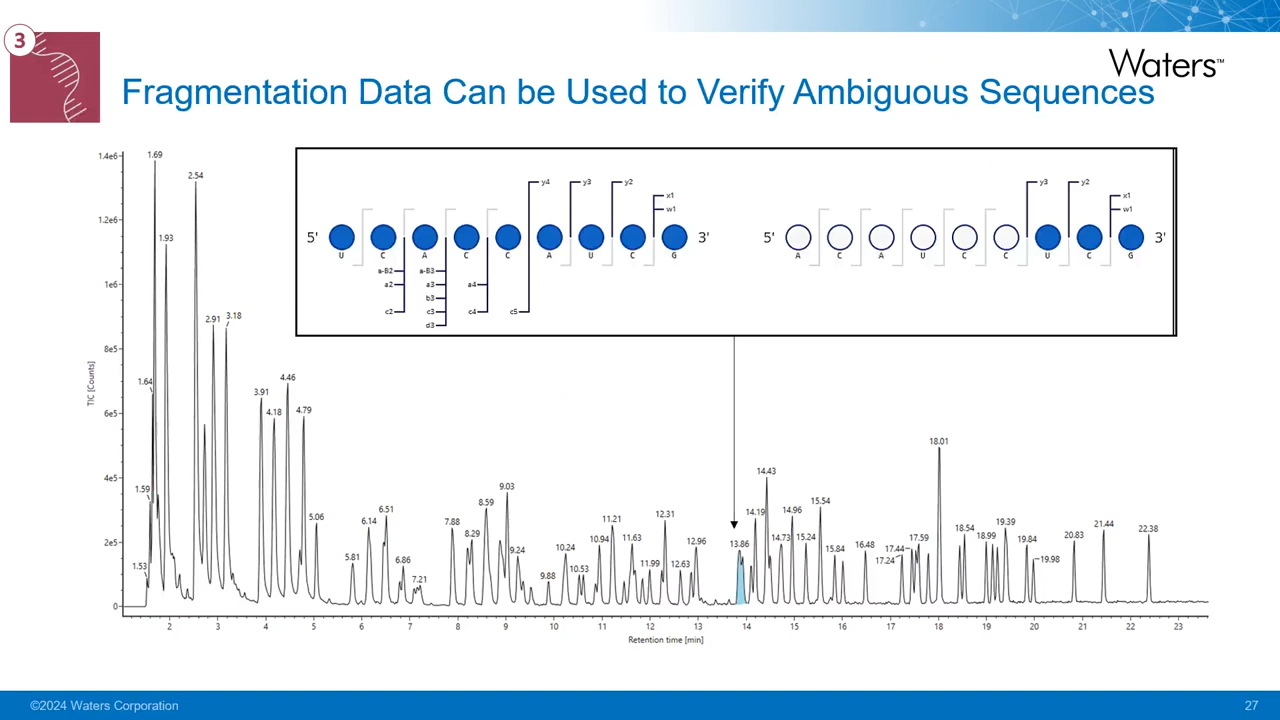 3
Waters™
Fragmentation Data Can be Used to Verify Ambiguous Sequences
y4 y3 y2 x1 w1
5' U C A C C A U C G 3'
a-B2 a2 c2
a-B3 a3 b3 c3 d3
a4 c4
c5
y3 y2 x1 w1
5' A C A U C C U C G 3'
TIC [Counts]
1.4e6
1.2e6
1e6
8e5
6e5
4e5
2e5
0
1.53 1.59 1.64 1.69 1.93 2.54 2.91 3.18 3.91 4.18 4.46 4.79 5.06 5.81 6.14 6.51 6.86 7.21 7.88 8.29 8.59 9.03 9.24 9.88 10.24 10.53 10.94 11.21 11.63 11.99 12.31 12.63 12.96 13.86 14.19 14.43 14.73 14.96 15.24 15.54 15.84 16.48 17.24 17.44 17.59 18.01 18.54 18.99 19.39 19.84 19.98 20.83 21.44 22.38
2 3 4 5 6 7 8 9 10 11 12 13 14 15 16 17 18 19 20 21 22 23
Retention time [min]
©2024 Waters Corporation
27